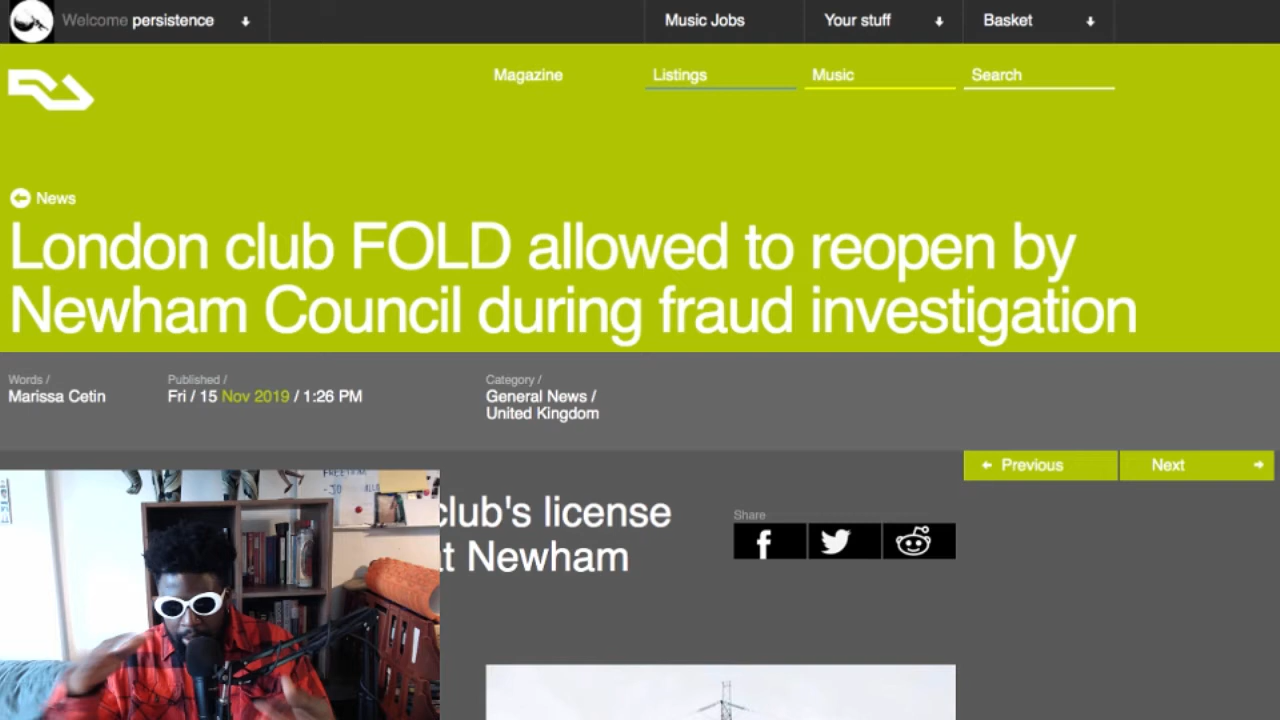 Welcome persistence
Music Jobs
Your stuff
Basket
Magazine
Listings
Music
Search
News
London club FOLD allowed to reopen by
Newham Council during fraud investigation
Words /
Marissa Cetin
Published /
Fri / 15 Nov 2019 / 1:26 PM
Category /
General News /
United Kingdom
Previous
Next
club's license
at Newham
Share